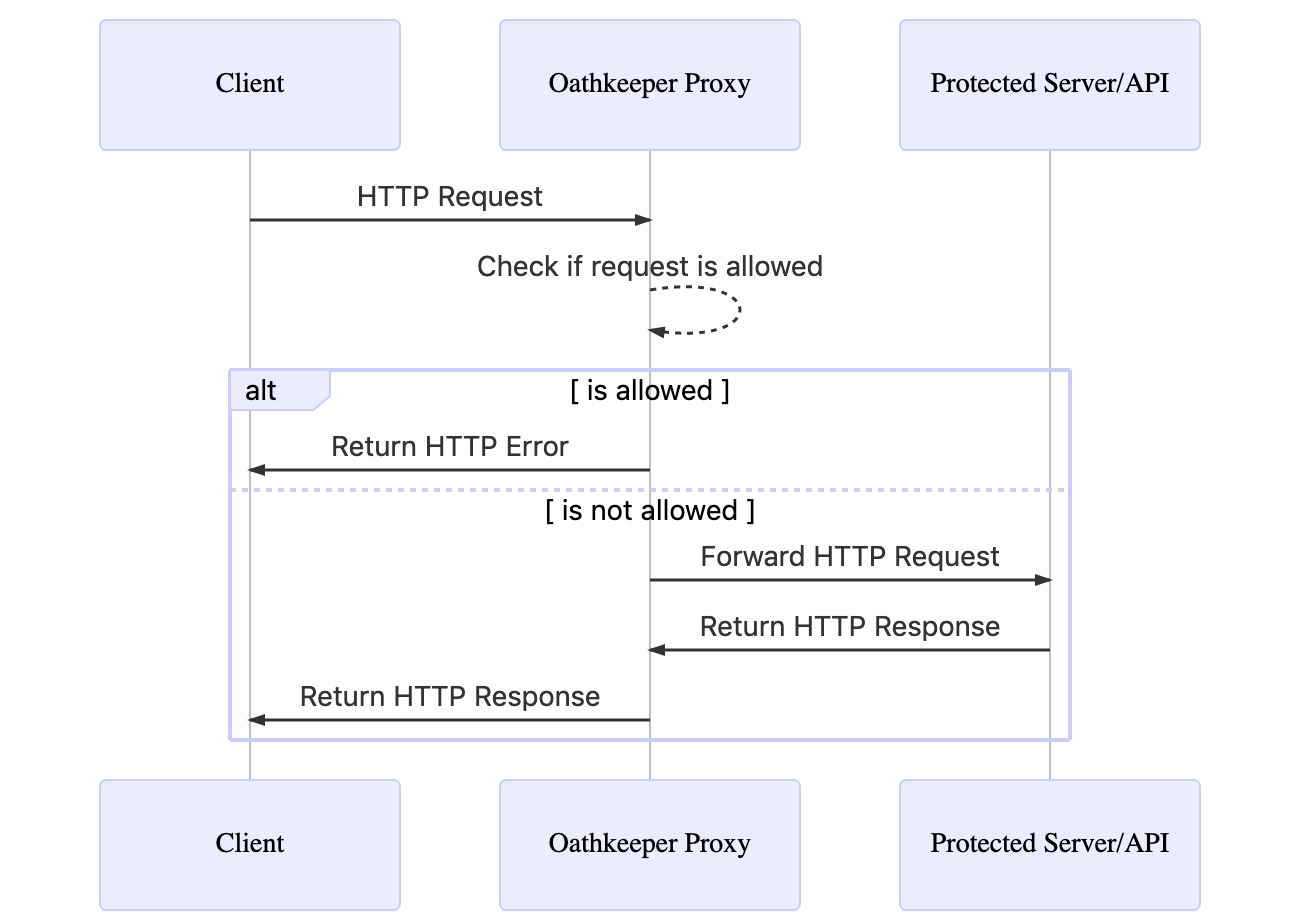 Client
Oathkeeper Proxy
Protected Server/API
HTTP Request
Check if request is allowed
alt
[ is allowed ]
Return HTTP Error
[ is not allowed ]
Forward HTTP Request
Return HTTP Response
Return HTTP Response
Client
Oathkeeper Proxy
Protected Server/API